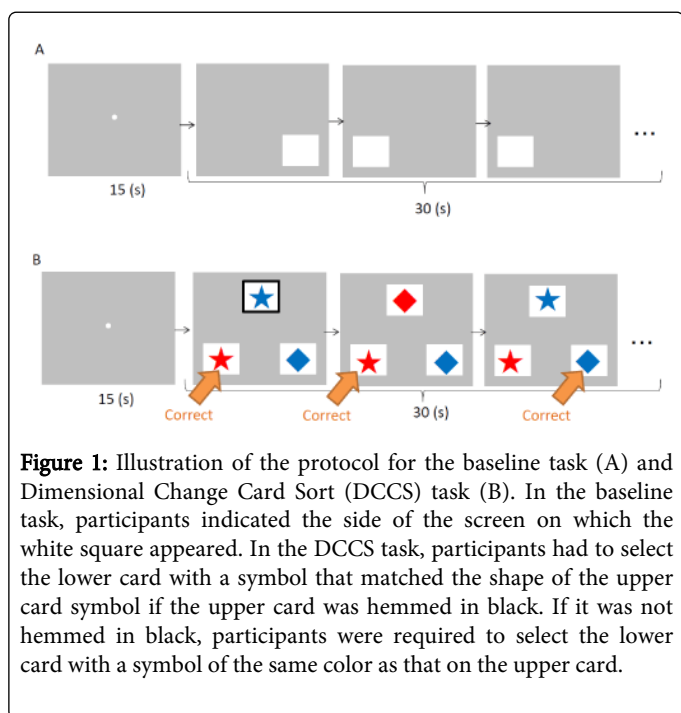 A
...
15 (s)
30 (s)
B
...
15 (s)
30 (s)
Correct
Correct
Correct
Figure 1: Illustration of the protocol for the baseline task (A) and
Dimensional Change Card Sort (DCCS) task (B). In the baseline
task, participants indicated the side of the screen on which the
white square appeared. In the DCCS task, participants had to select
the lower card with a symbol that matched the shape of the upper
card symbol if the upper card was hemmed in black. If it was not
hemmed in black, participants were required to select the lower
card with a symbol of the same color as that on the upper card.